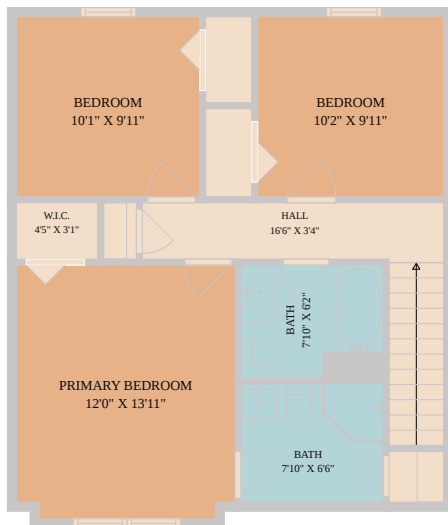 BEDROOM
10'1" X 9'11"
BEDROOM
10'2" X 9'11"
W.I.C.
4'5" X 3'1"
HALL
16'6" X 3'4"
BATH
7'10" X 6'2"
PRIMARY BEDROOM
12'0" X 13'11"
BATH
7'10" X 6'6"